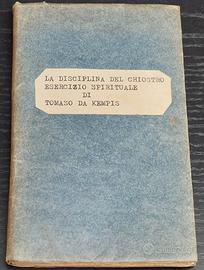 LA DISCIPLINA DEL CHIOSTRO
ESERCIZIO SPIRITUALE
DI
TOMASO DA KEMPIS